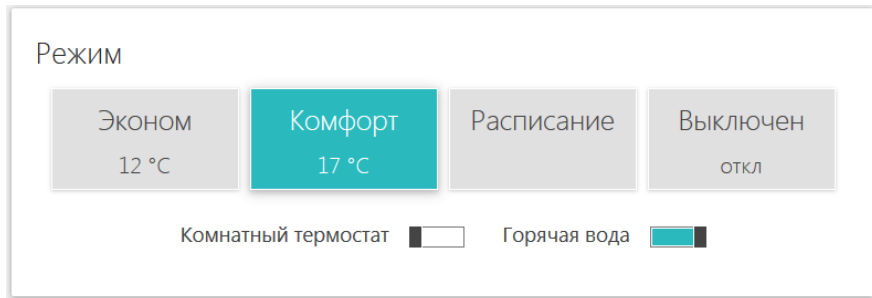 Режим
Эконом Комфорт Расписание Выключен
12 °C 17 °C откл
Комнатный термостат Горячая вода